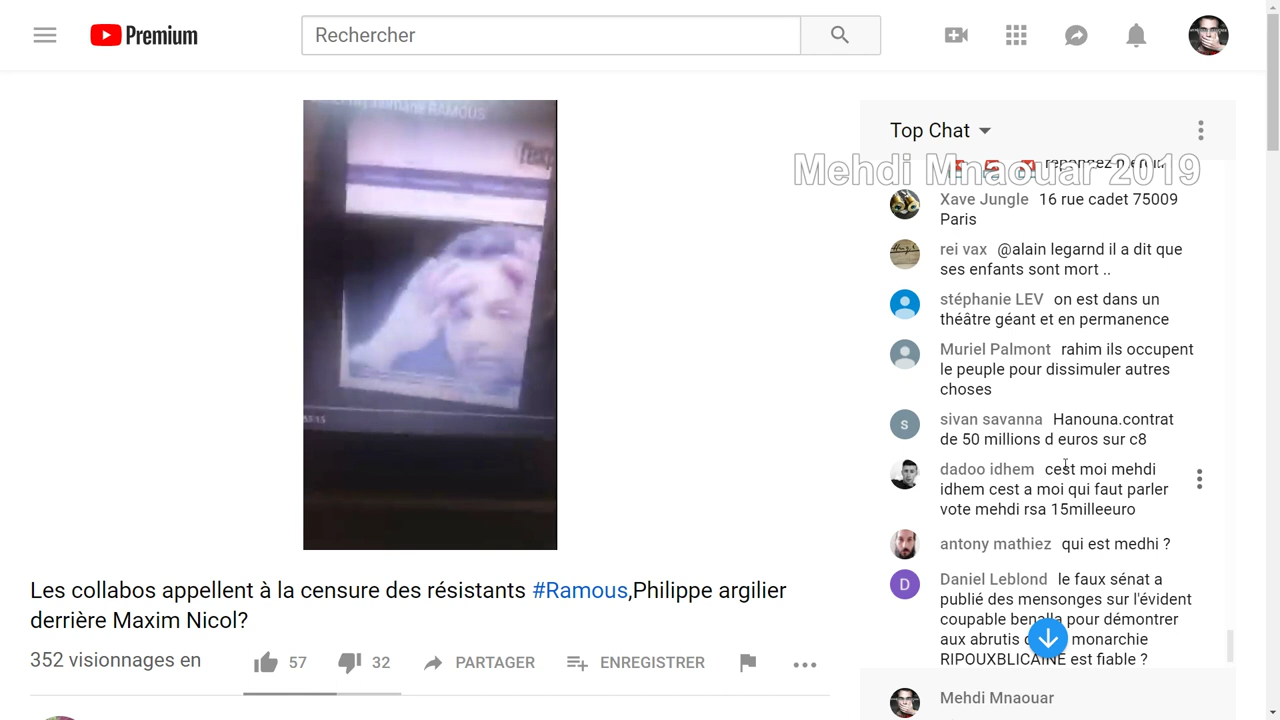 Premium
Rechercher
Top Chat
Mehdi Mnaouar 2019
Xave Jungle 16 rue cadet 75009
Paris
rei vax @alain legarnd il a dit que
ses enfants sont mort ..
stéphanie LEV on est dans un
théâtre géant et en permanence
Muriel Palmont rahim ils occupent
le peuple pour dissimuler autres
choses
s
sivan savanna Hanouna.contrat
de 50 millions d euros sur c8
dadoo idhem cest moi mehdi
idhem cest a moi qui faut parler
vote mehdi rsa 15milleeuro
antony mathiez qui est medhi ?
D
Daniel Leblond le faux sénat a
publié des mensonges sur l'évident
coupable benalla pour démontrer
aux abrutis monarchie
RIPOUXBLICAINE est fiable ?
Mehdi Mnaouar
RAMOUS
Les collabos appellent à la censure des résistants #Ramous,Philippe argilier
derrière Maxim Nicol?
352 visionnages en
57
32
PARTAGER
ENREGISTRER